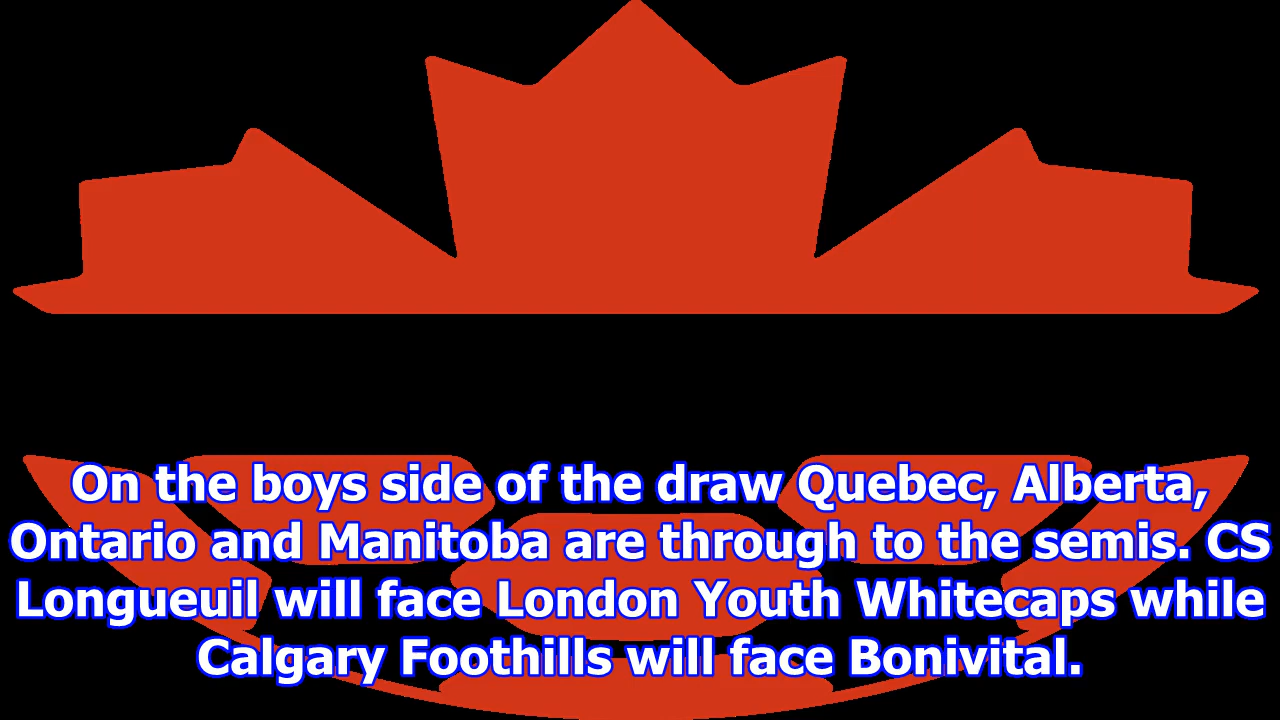 On the boys side of the draw Quebec, Alberta,
Ontario and Manitoba are through to the semis. CS
Longueuil will face London Youth Whitecaps while
Calgary Foothills will face Bonivital.